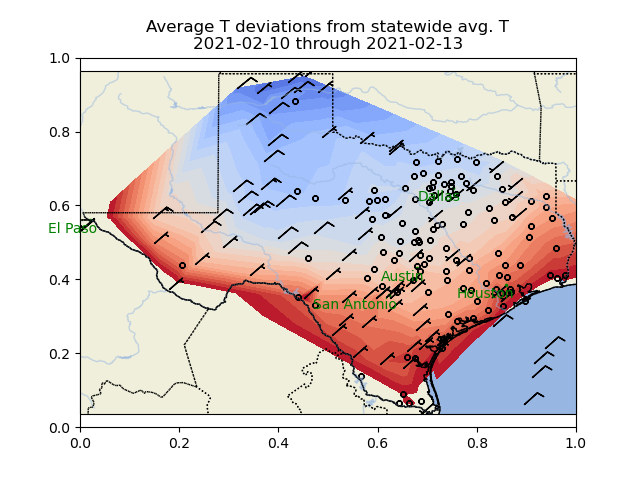 Average T deviations from statewide avg. T
2021-02-10 through 2021-02-13
1.0
0.8
0.6
0.4
0.2
0.0
Dallas
El Paso
Austin
San Antonio
Houston
0.0 0.2 0.4 0.6 0.8 1.0